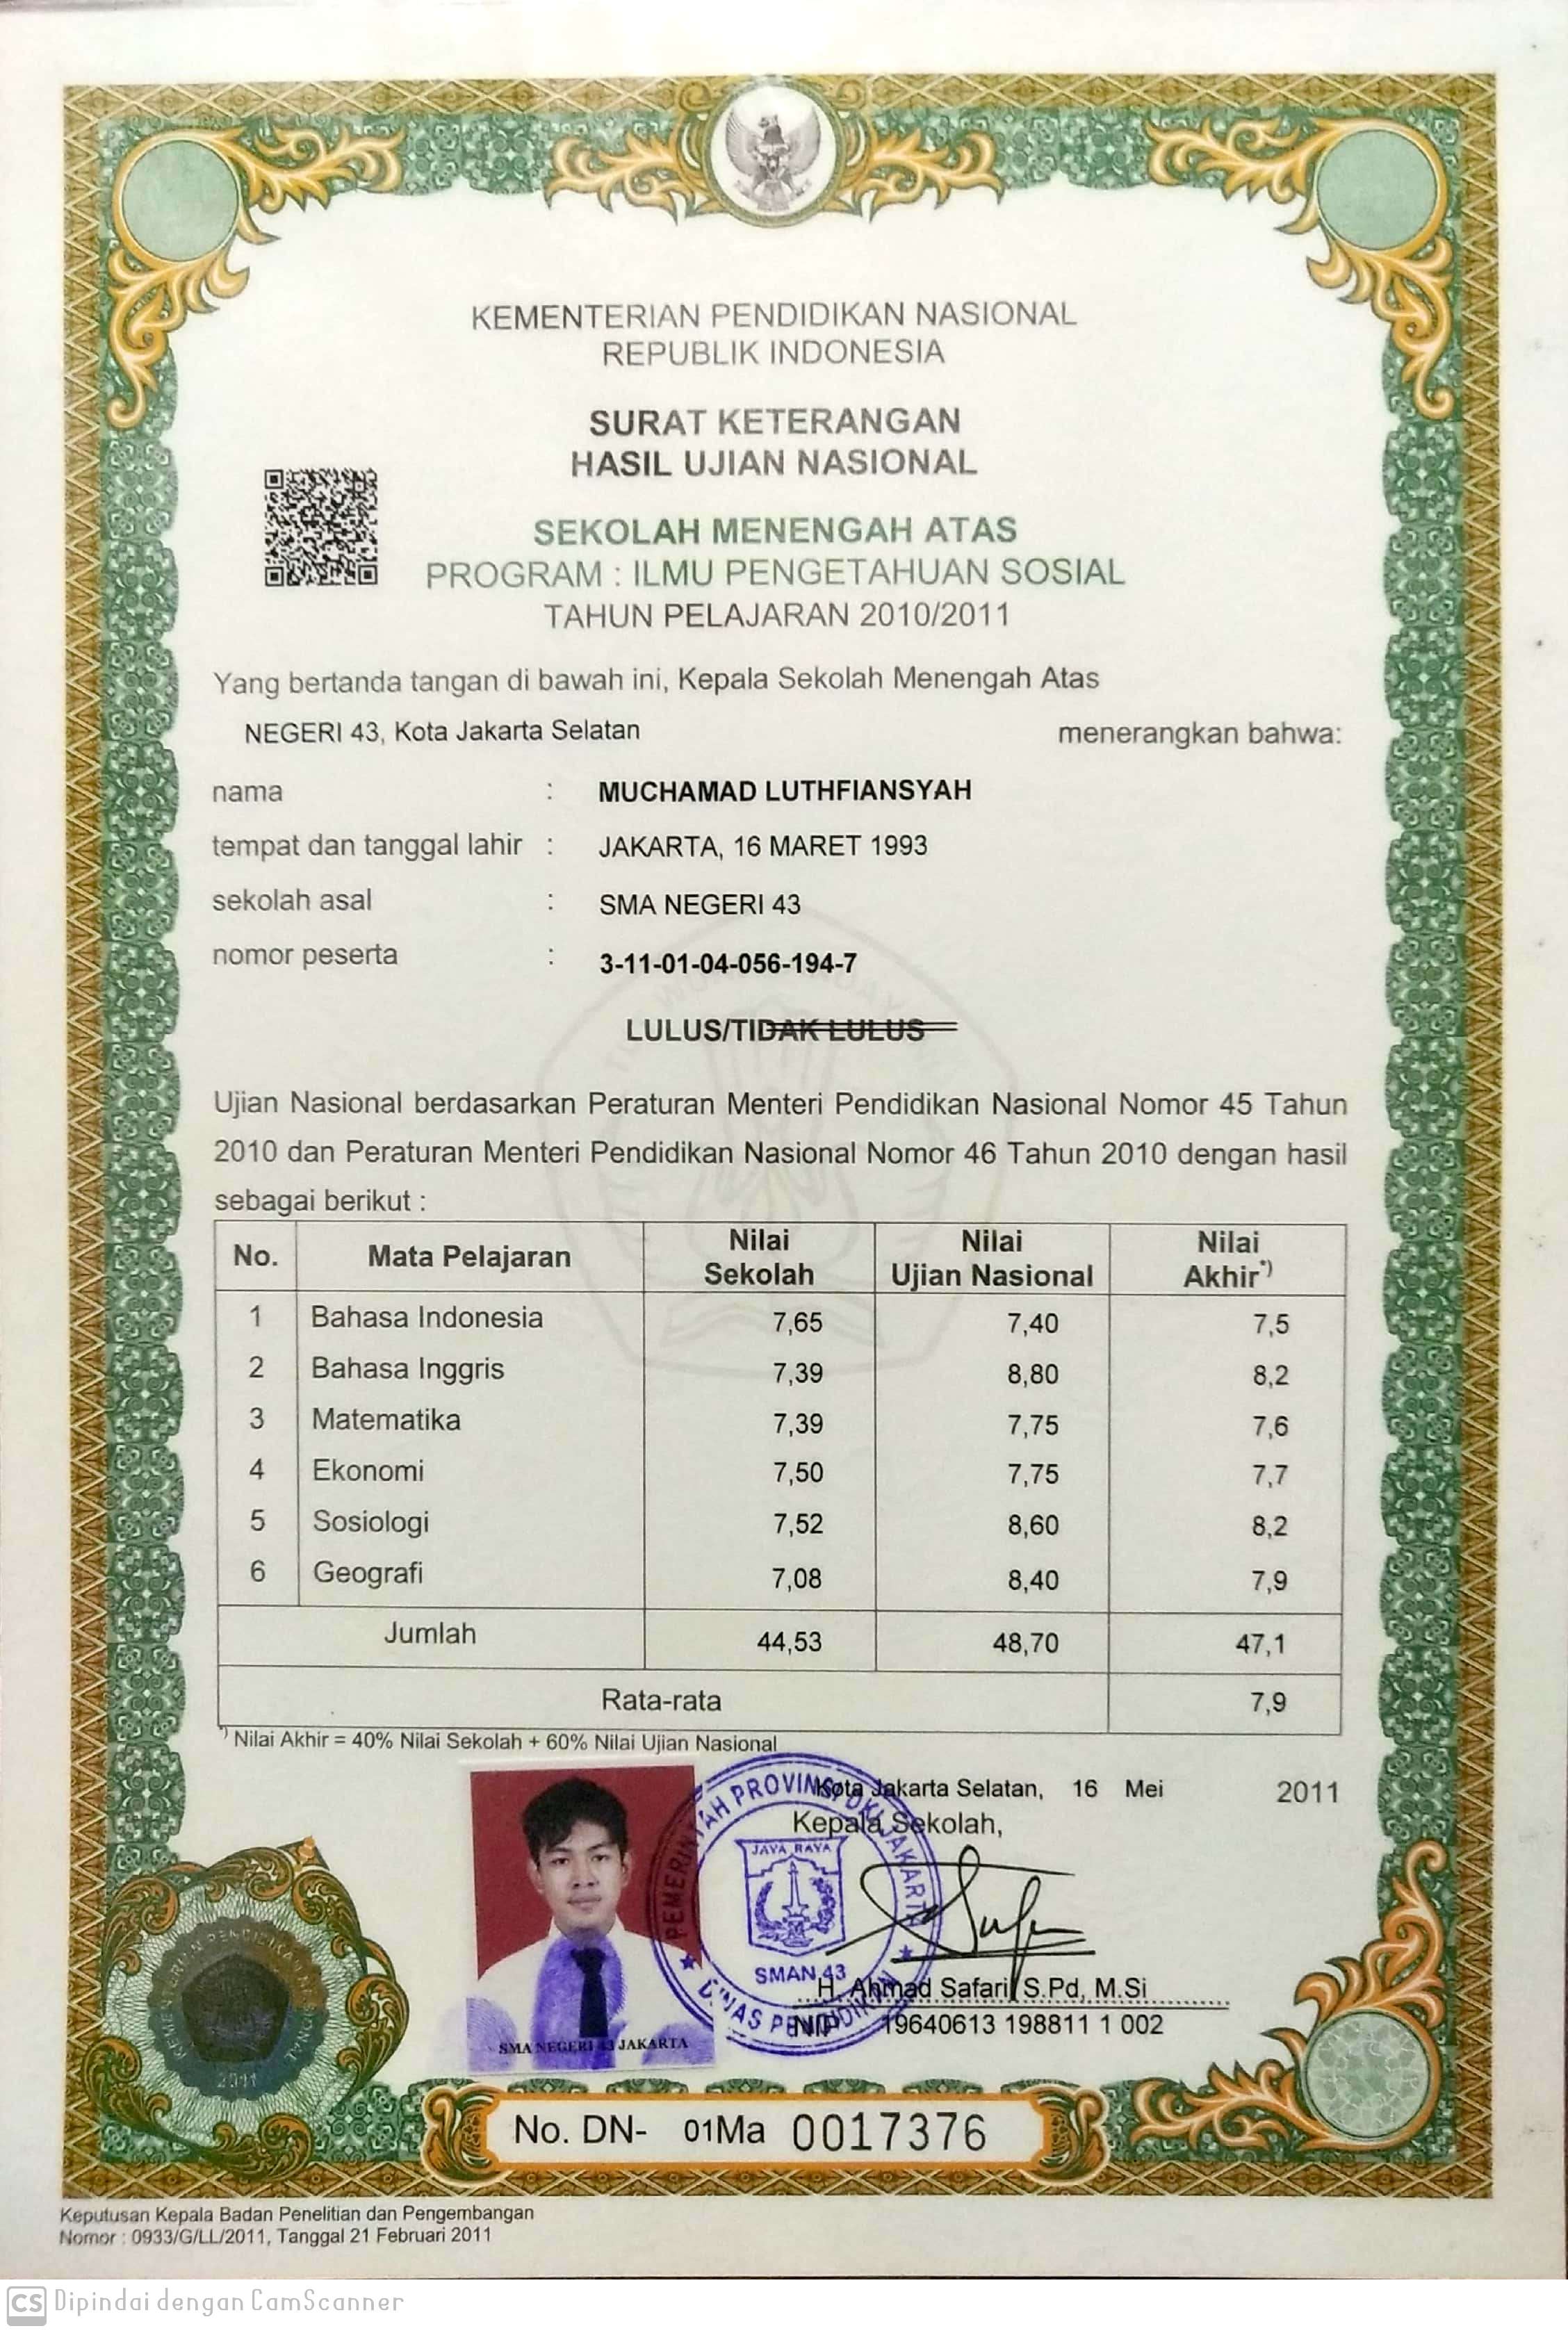 KEMENTERIAN PENDIDIKAN NASIONAL
REPUBLIK INDONESIA
SURAT KETERANGAN
HASIL UJIAN NASIONAL
SEKOLAH MENENGAH ATAS
PROGRAM : ILMU PENGETAHUAN SOSIAL
TAHUN PELAJARAN 2010/2011
Yang bertanda tangan di bawah ini, Kepala Sekolah Menengah Atas
NEGERI 43, Kota Jakarta Selatan menerangkan bahwa:
nama : MUCHAMAD LUTHFIANSYAH
tempat dan tanggal lahir : JAKARTA, 16 MARET 1993
sekolah asal : SMA NEGERI 43
nomor peserta : 3-11-01-04-056-194-7
LULUS/TIDAK LULUS
Ujian Nasional berdasarkan Peraturan Menteri Pendidikan Nasional Nomor 45 Tahun
2010 dan Peraturan Menteri Pendidikan Nasional Nomor 46 Tahun 2010 dengan hasil
sebagai berikut :
No. Mata Pelajaran Nilai Sekolah Nilai Ujian Nasional Nilai Akhir*)
1 Bahasa Indonesia 7,65 7,40 7,5
2 Bahasa Inggris 7,39 8,80 8,2
3 Matematika 7,39 7,75 7,6
4 Ekonomi 7,50 7,75 7,7
5 Sosiologi 7,52 8,60 8,2
6 Geografi 7,08 8,40 7,9
Jumlah 44,53 48,70 47,1
Rata-rata 7,9
*) Nilai Akhir = 40% Nilai Sekolah + 60% Nilai Ujian Nasional
Kota Jakarta Selatan, 16 Mei 2011
Kepala Sekolah,
PEMERINTAH PROVINSI DKI JAKARTA
JAYA RAYA
SMAN 43
DINAS PENDIDIKAN
H. Ahmad Safari, S.Pd, M.Si
NIP 19640613 198811 1 002
SMA NEGERI 43 JAKARTA
2011
No. DN- 01Ma 0017376
Keputusan Kepala Badan Penelitian dan Pengembangan
Nomor : 0933/G/LL/2011, Tanggal 21 Februari 2011
CS Dipindai dengan CamScanner